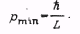 p_min = ħ/L.